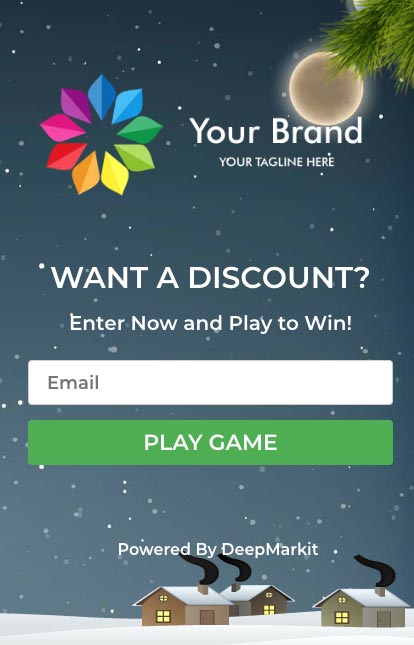 Your Brand
YOUR TAGLINE HERE
WANT A DISCOUNT?
Enter Now and Play to Win!
Email
PLAY GAME
Powered By DeepMarkit